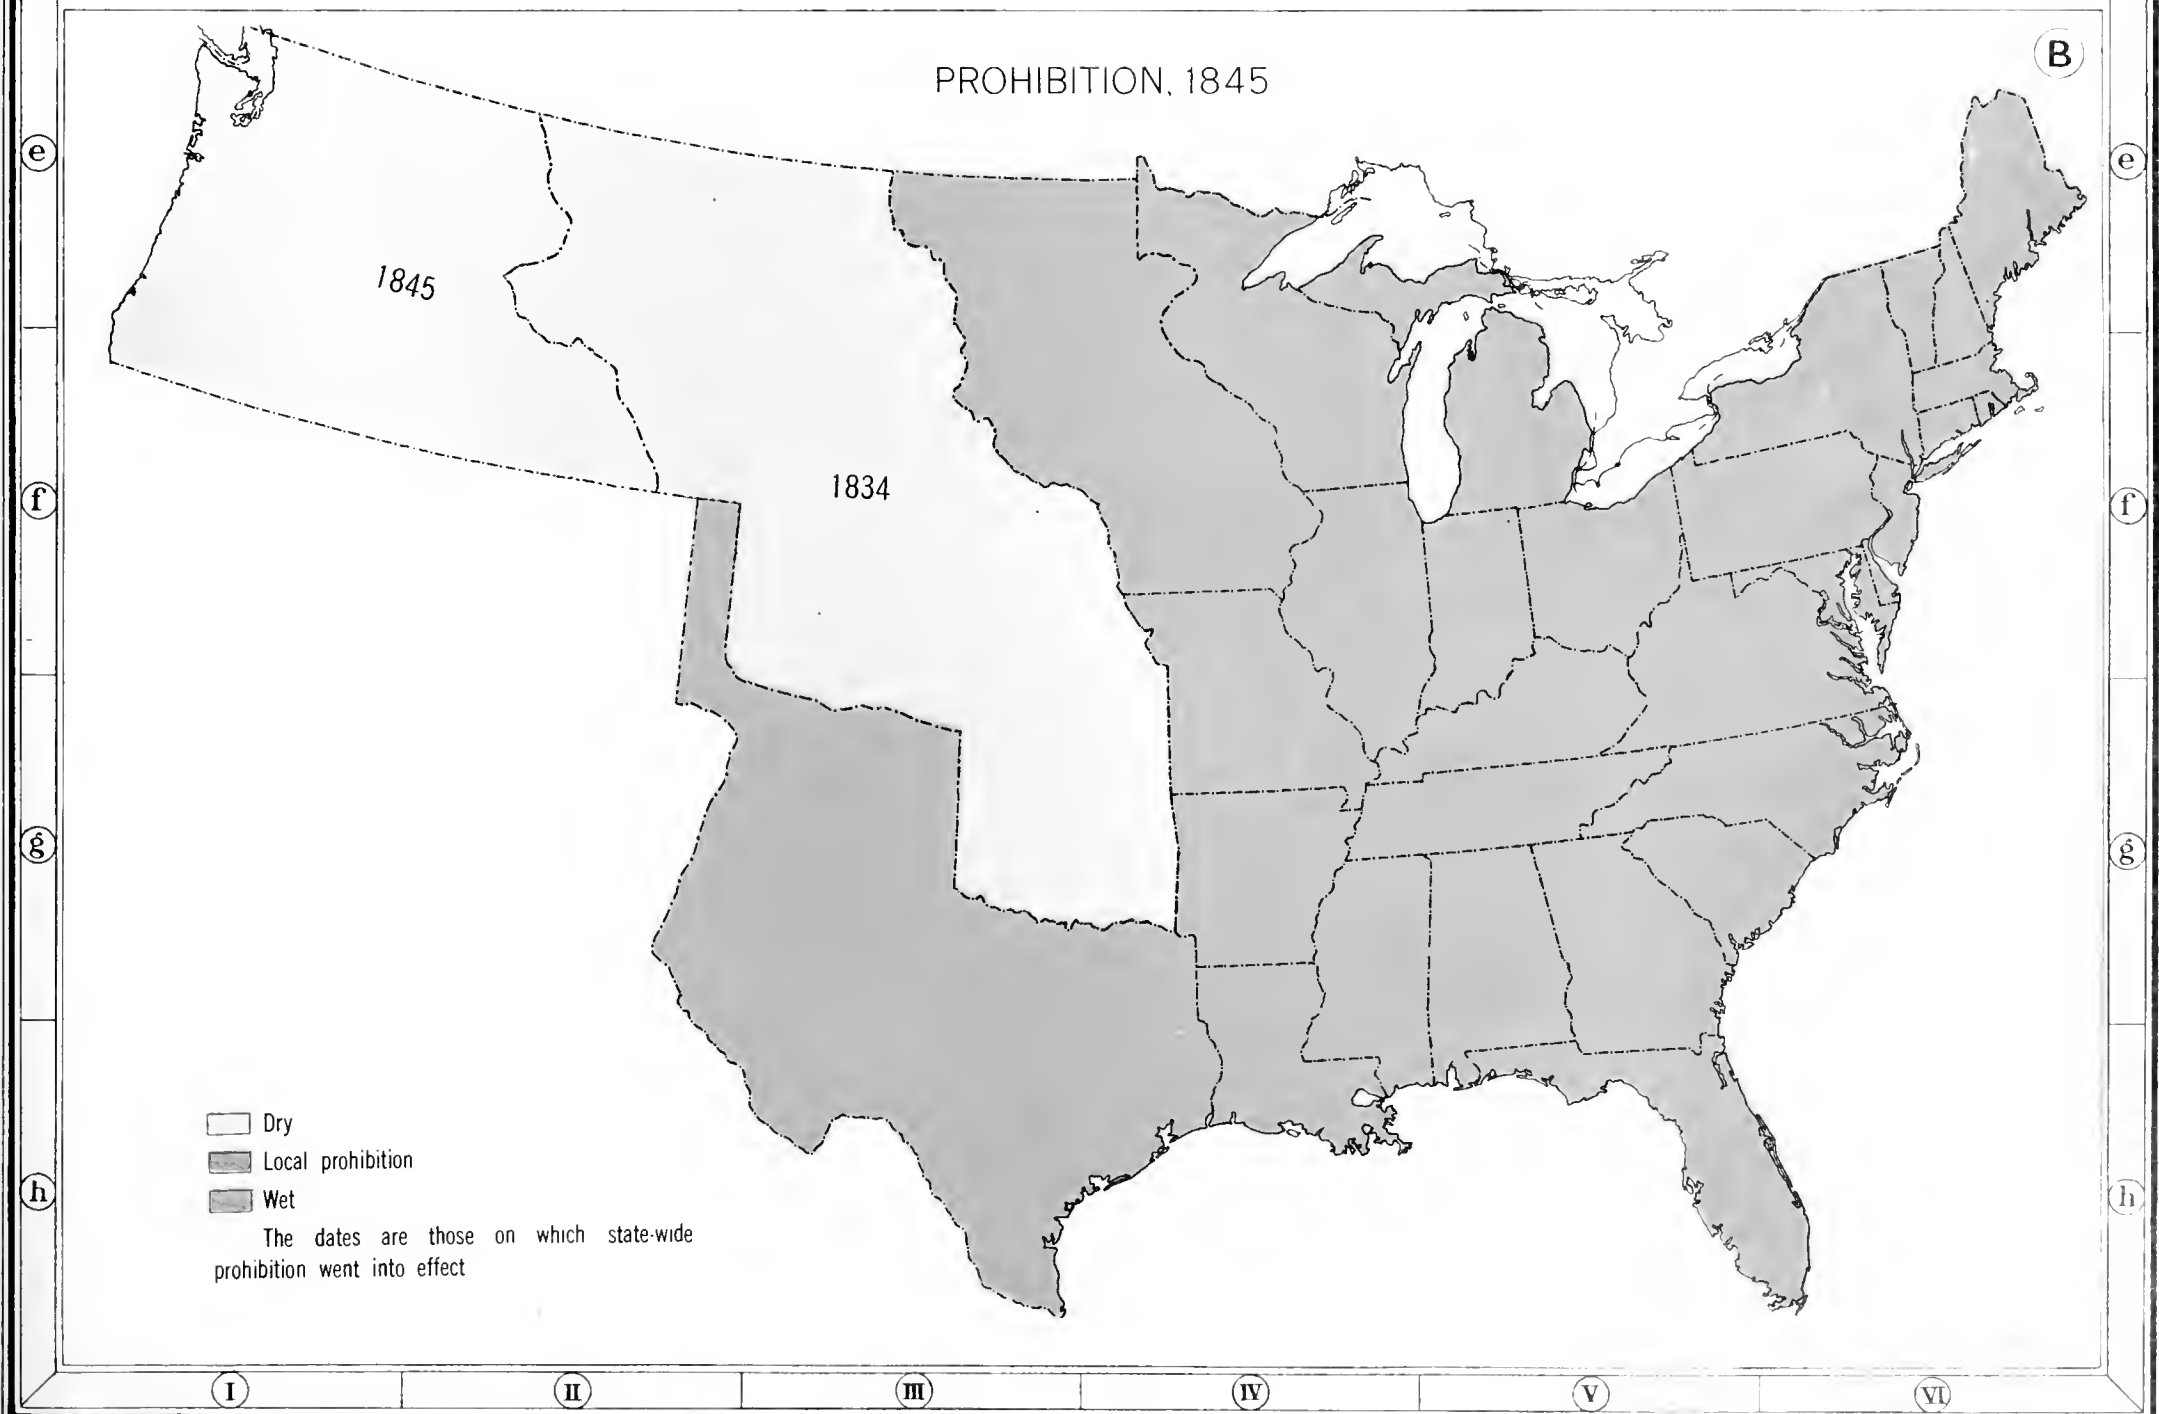 PROHIBITION, 1845
B
e
e
1845
1834
f
f
g
g
Dry
Local prohibition
Wet
The dates are those on which state-wide
prohibition went into effect
h
h
I II III IV V VI